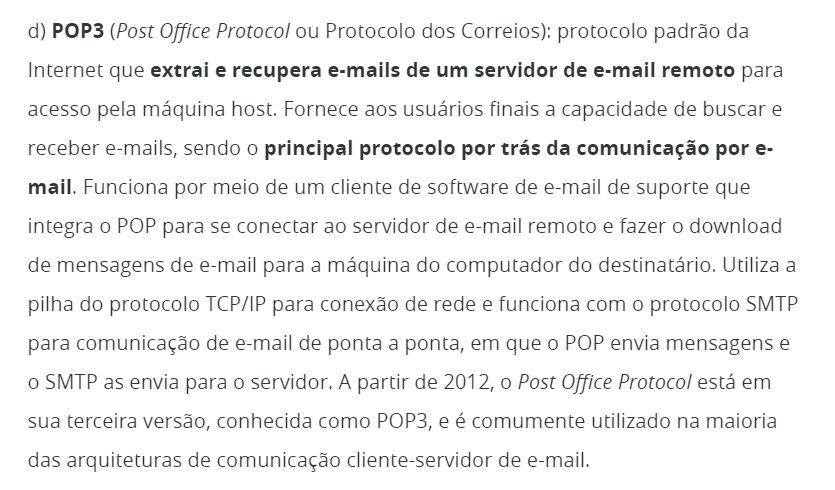 d) POP3 (Post Office Protocol ou Protocolo dos Correios): protocolo padrão da
Internet que extrai e recupera e-mails de um servidor de e-mail remoto para
acesso pela máquina host. Fornece aos usuários finais a capacidade de buscar e
receber e-mails, sendo o principal protocolo por trás da comunicação por e-
mail. Funciona por meio de um cliente de software de e-mail de suporte que
integra o POP para se conectar ao servidor de e-mail remoto e fazer o download
de mensagens de e-mail para a máquina do computador do destinatário. Utiliza a
pilha do protocolo TCP/IP para conexão de rede e funciona com o protocolo SMTP
para comunicação de e-mail de ponta a ponta, em que o POP envia mensagens e
o SMTP as envia para o servidor. A partir de 2012, o Post Office Protocol está em
sua terceira versão, conhecida como POP3, e é comumente utilizado na maioria
das arquiteturas de comunicação cliente-servidor de e-mail.